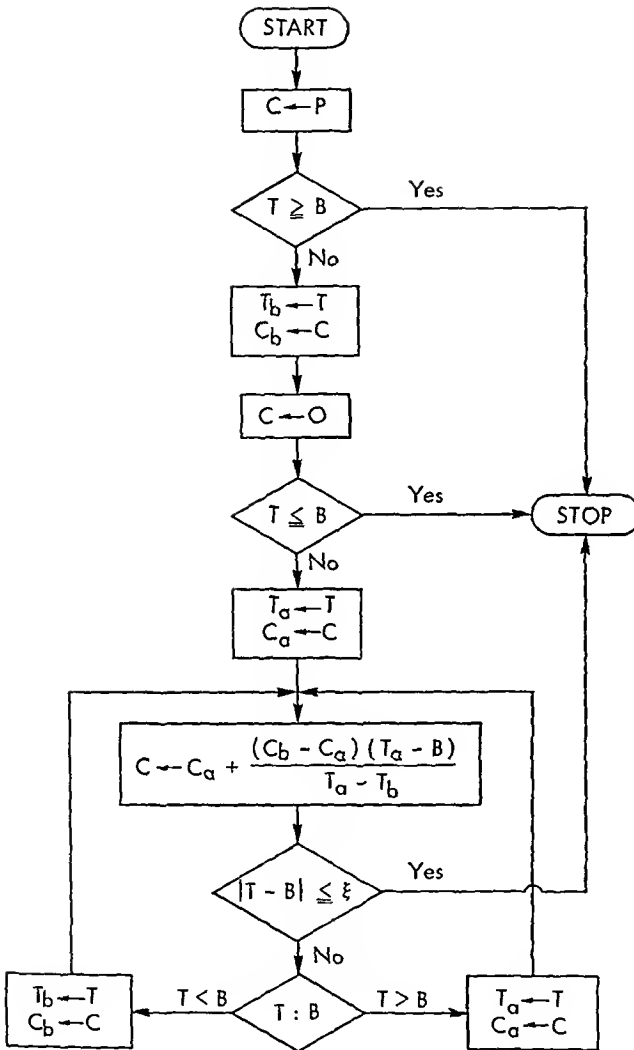 START
C ← P
T ≧ B
Yes
No
T_b ← T
C_b ← C
C ← O
T ≦ B
Yes
STOP
No
T_a ← T
C_a ← C
C ← C_a + (C_b − C_a) (T_a − B) / T_a − T_b
|T − B| ≦ ξ
Yes
No
T_b ← T
C_b ← C
T < B
T : B
T > B
T_a ← T
C_a ← C